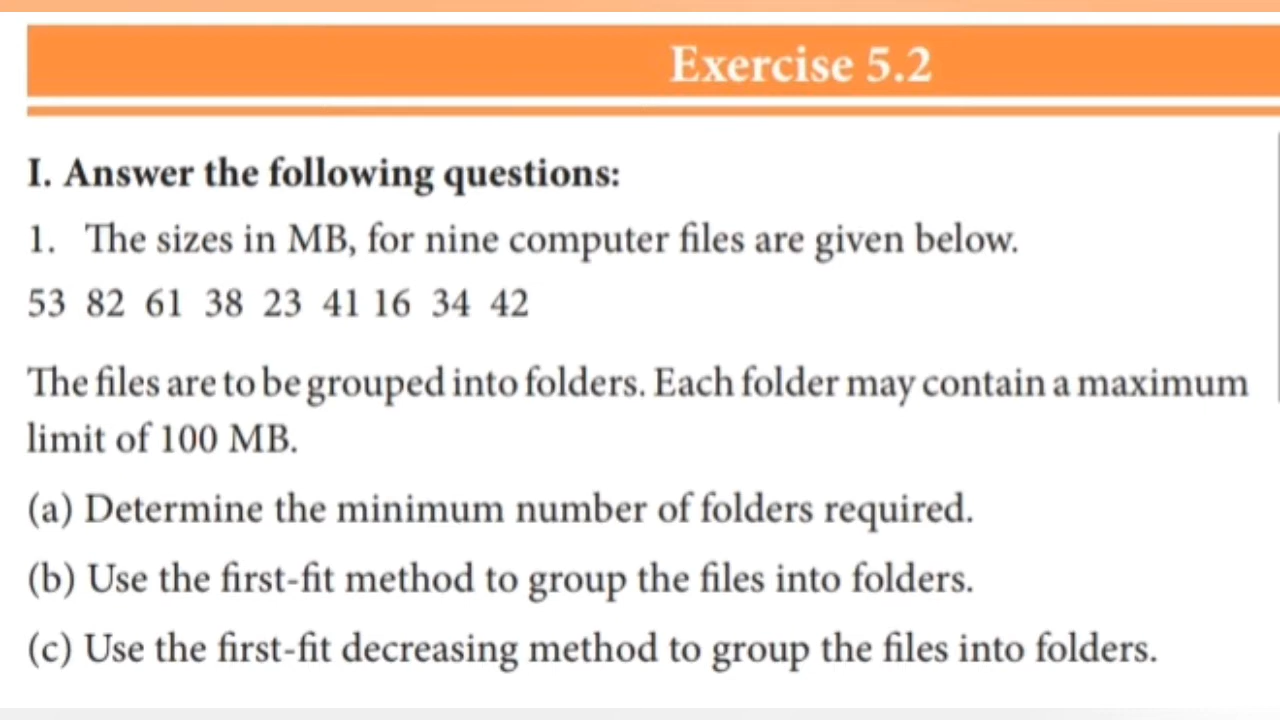 Exercise 5.2
I. Answer the following questions:
1. The sizes in MB, for nine computer files are given below.
53 82 61 38 23 41 16 34 42
The files are to be grouped into folders. Each folder may contain a maximum
limit of 100 MB.
(a) Determine the minimum number of folders required.
(b) Use the first-fit method to group the files into folders.
(c) Use the first-fit decreasing method to group the files into folders.